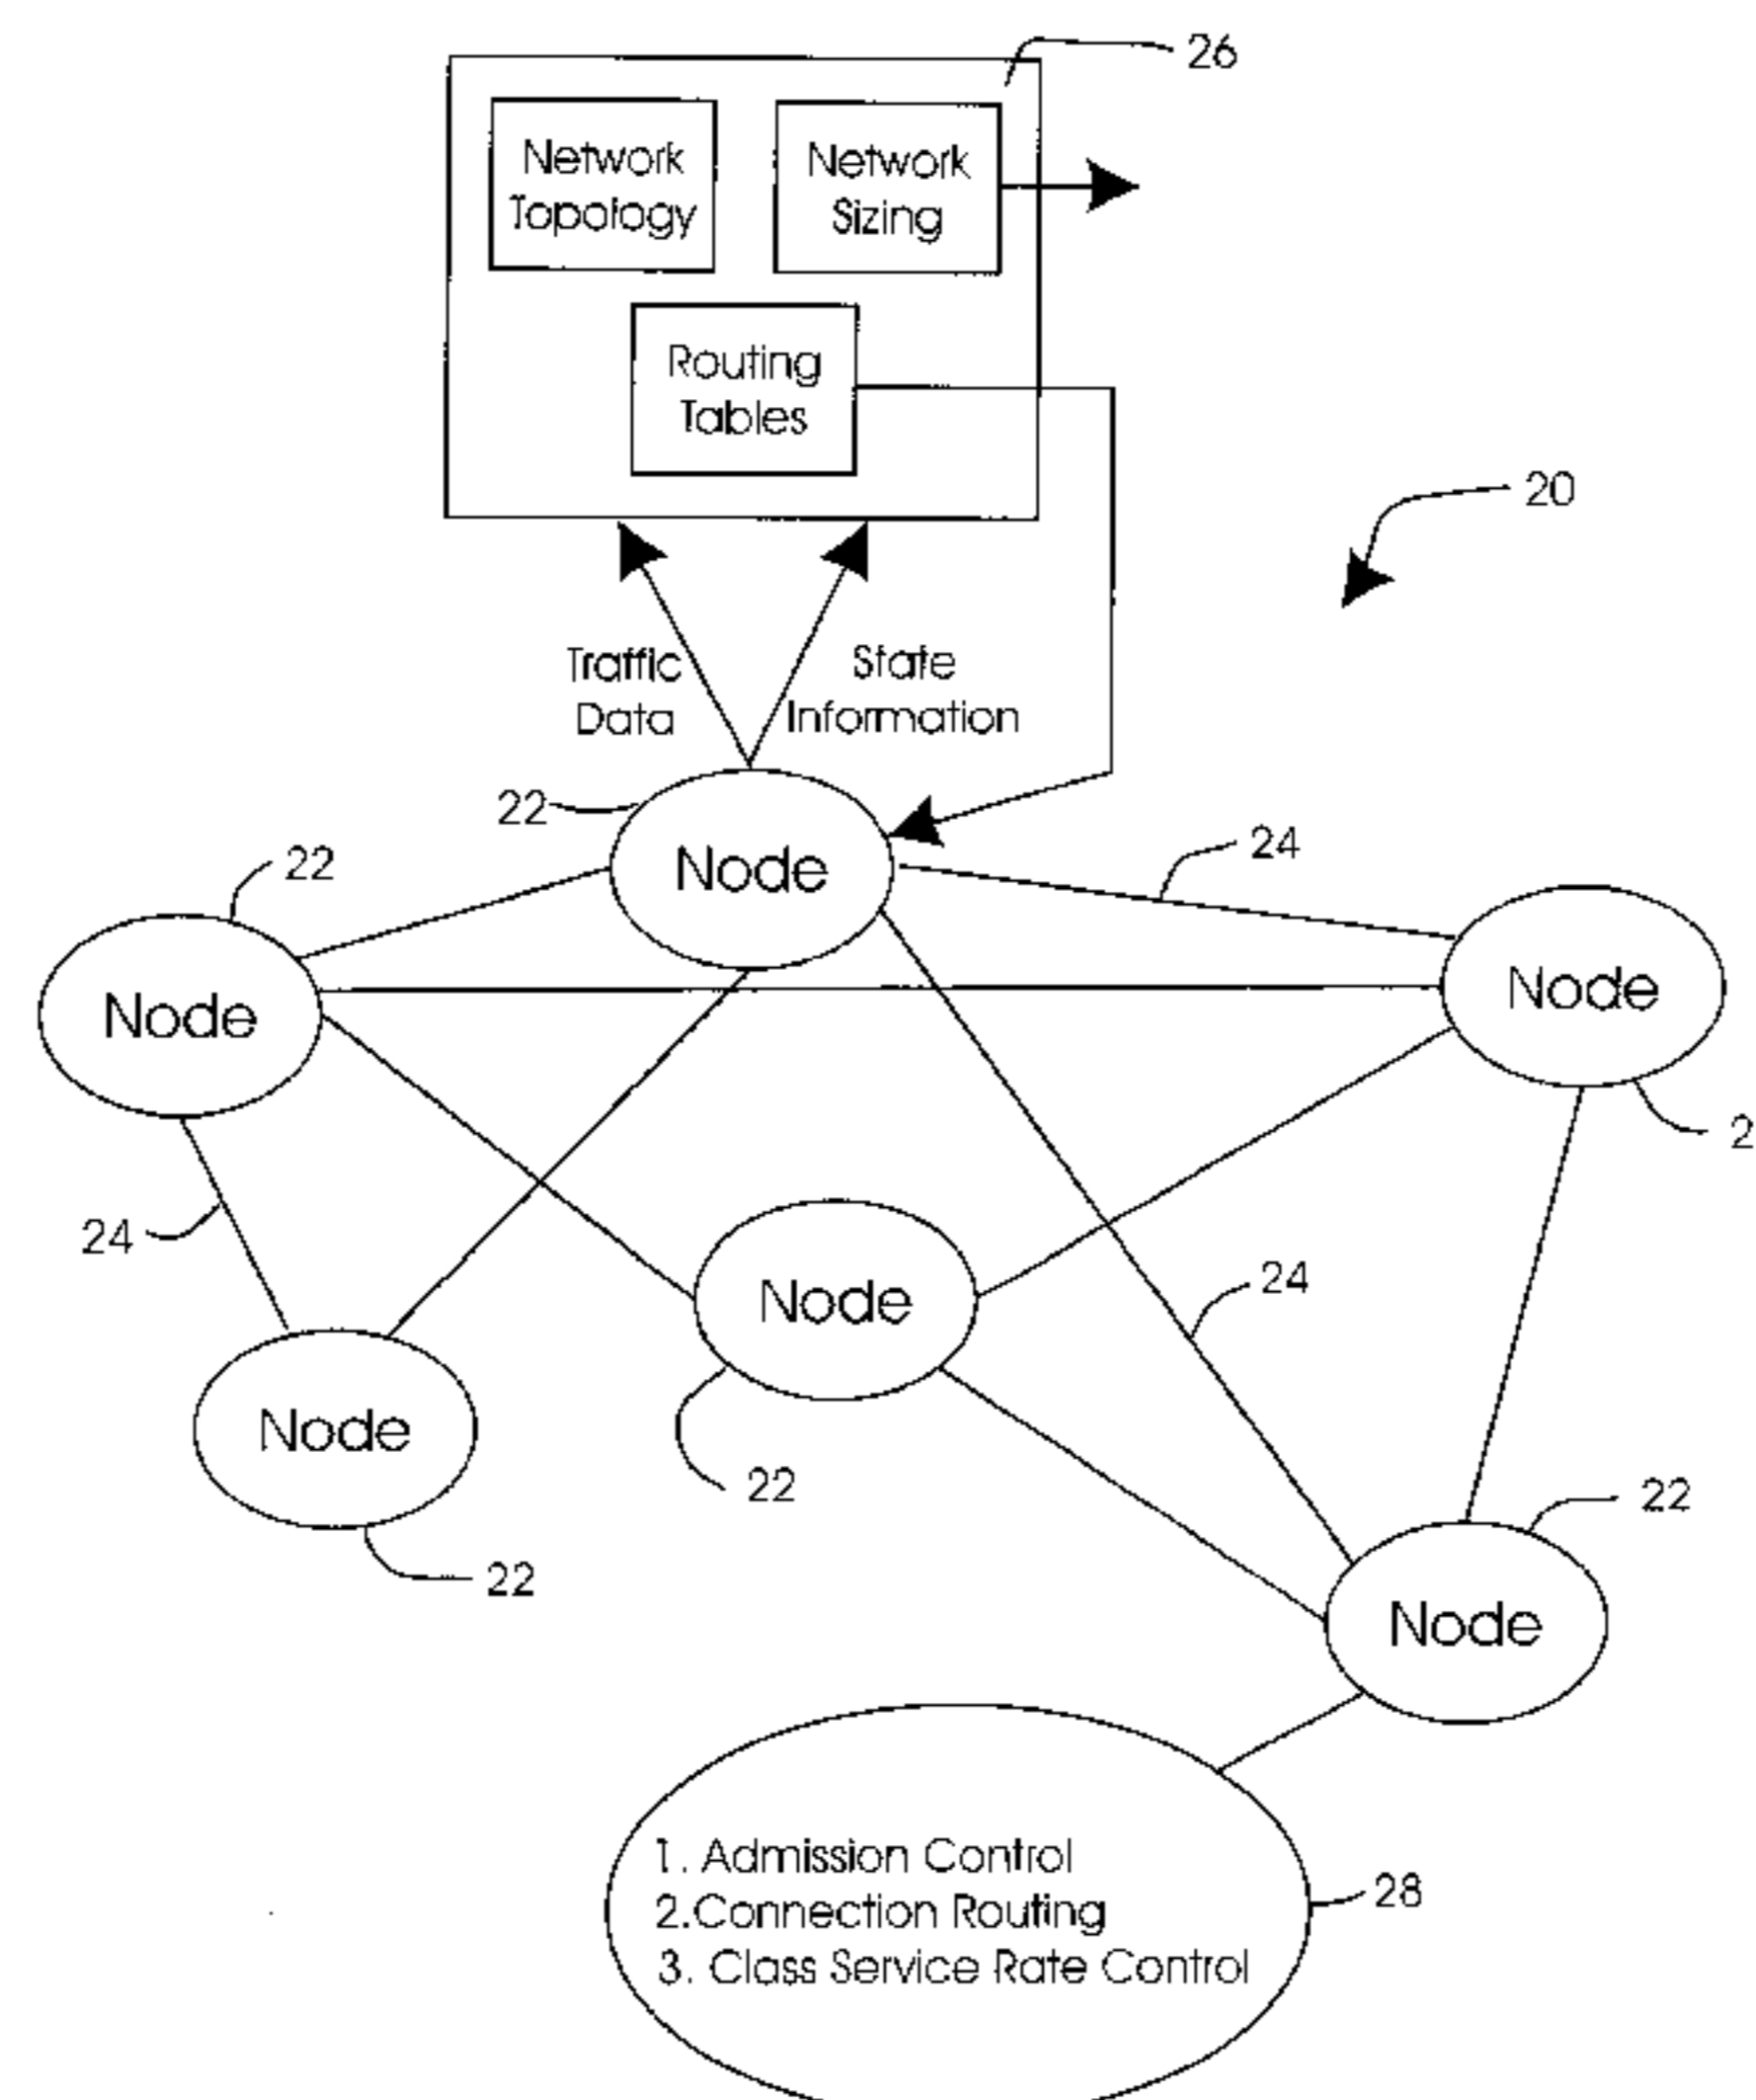 26
Network
Topology
Network
Sizing
Routing
Tables
20
Traffic
Data
State
Information
22
22
24
Node
Node
Node
2
24
24
Node
Node
22
22
22
Node
1. Admission Control
2.Connection Routing
3. Class Service Rate Control
28